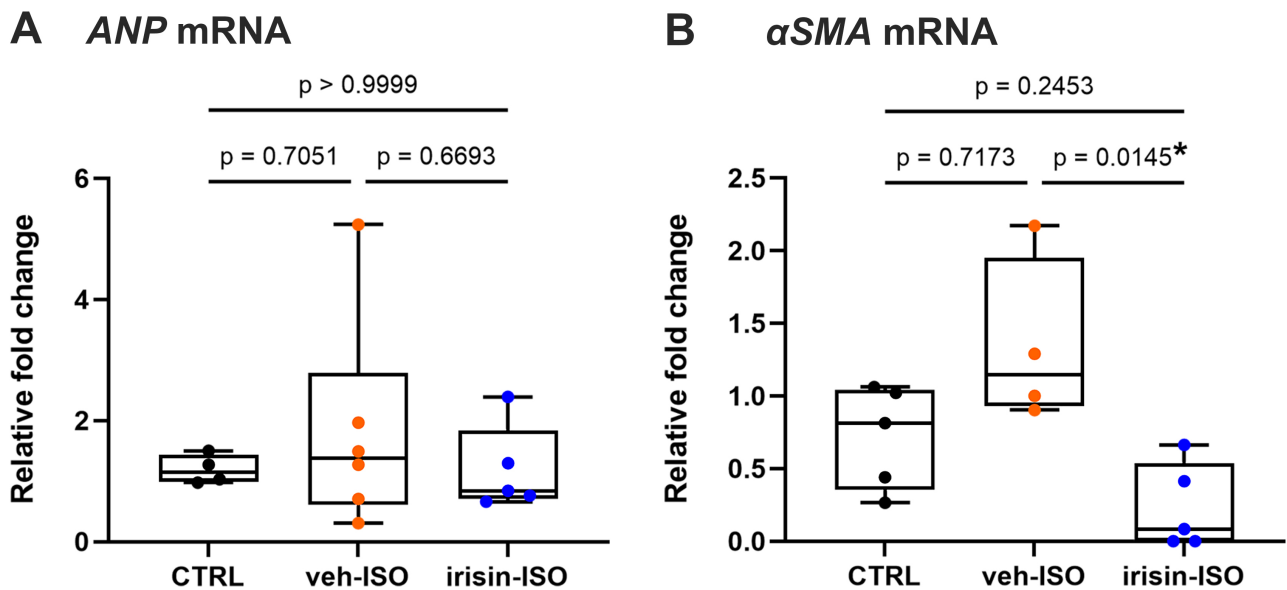 A ANP mRNA
p > 0.9999
p = 0.7051 p = 0.6693
Relative fold change
6
4
2
0
CTRL veh-ISO irisin-ISO
B αSMA mRNA
p = 0.2453
p = 0.7173 p = 0.0145*
Relative fold change
2.5
2.0
1.5
1.0
0.5
0.0
CTRL veh-ISO irisin-ISO